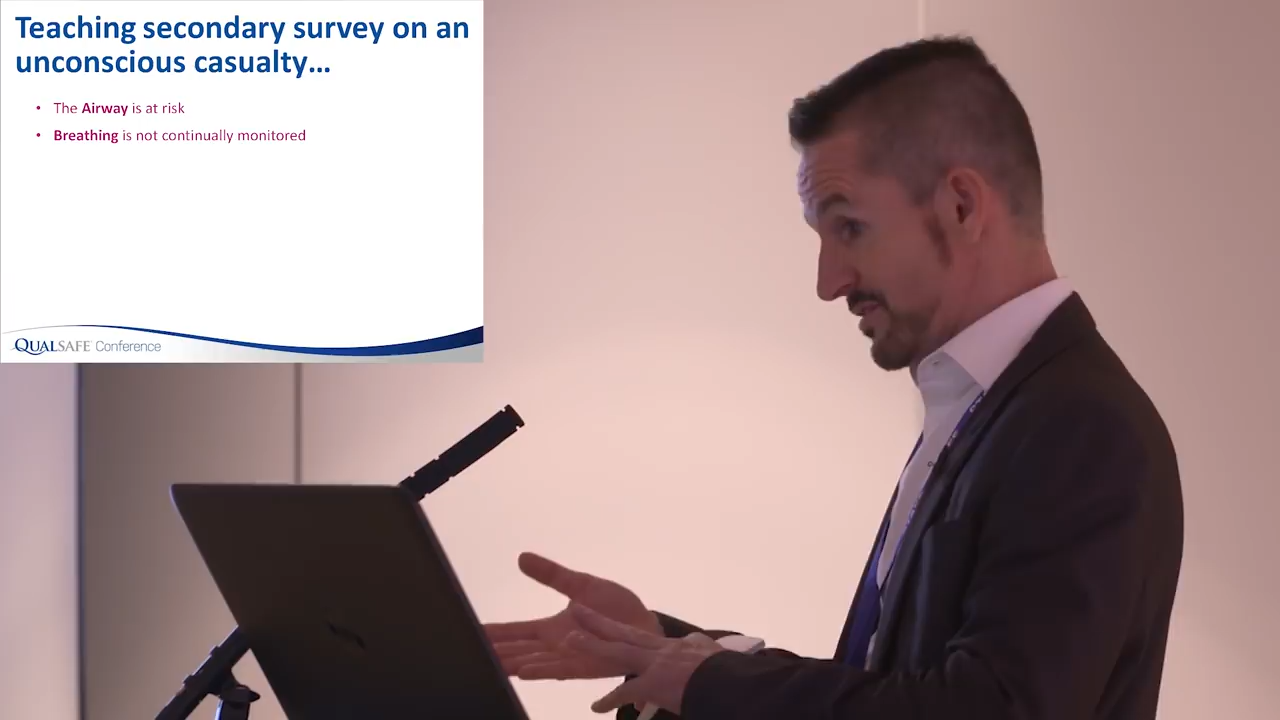 Teaching secondary survey on an
unconscious casualty…
• The Airway is at risk
• Breathing is not continually monitored
QUALSAFE Conference